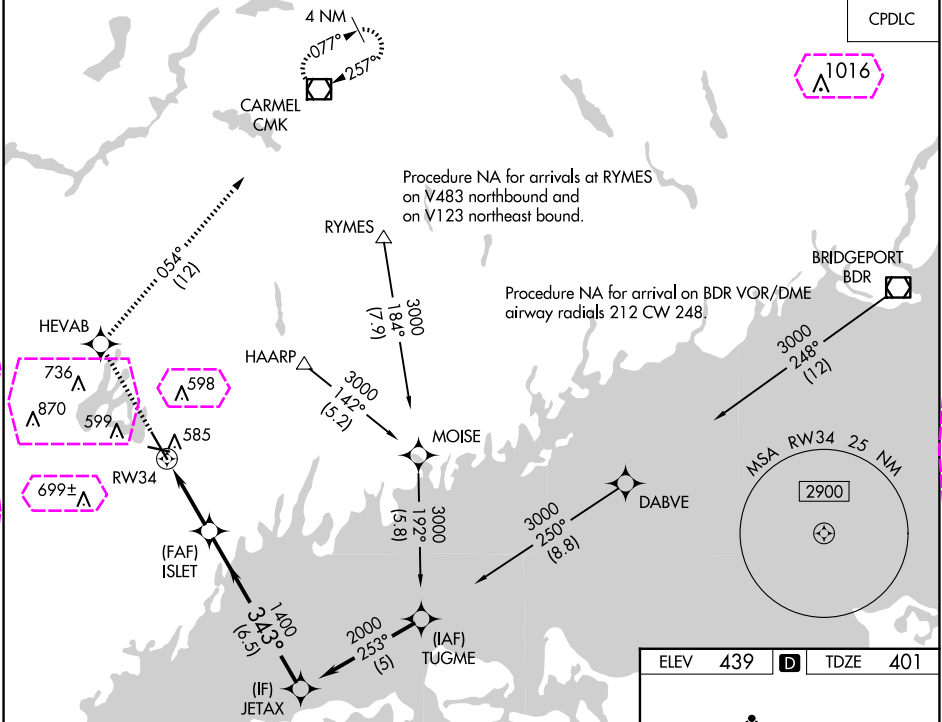 CPDLC
4 NM
077°
257°
CARMEL
CMK
1016
Procedure NA for arrivals at RYMES
on V483 northbound and
on V123 northeast bound.
RYMES
054°
(12)
3000
184°
(7.9)
BRIDGEPORT
BDR
Procedure NA for arrival on BDR VOR/DME
airway radials 212 CW 248.
3000
248°
(12)
HEVAB
HAARP
3000
142°
(5.2)
736
598
870
599
585
MOISE
RW34
699±
MSA RW34 25 NM
2900
DABVE
3000
192°
(5.8)
3000
250°
(8.8)
(FAF)
ISLET
1400
343°
(6.5)
2000
253°
(5)
(IAF)
TUGME
(IF)
JETAX
ELEV 439 D TDZE 401